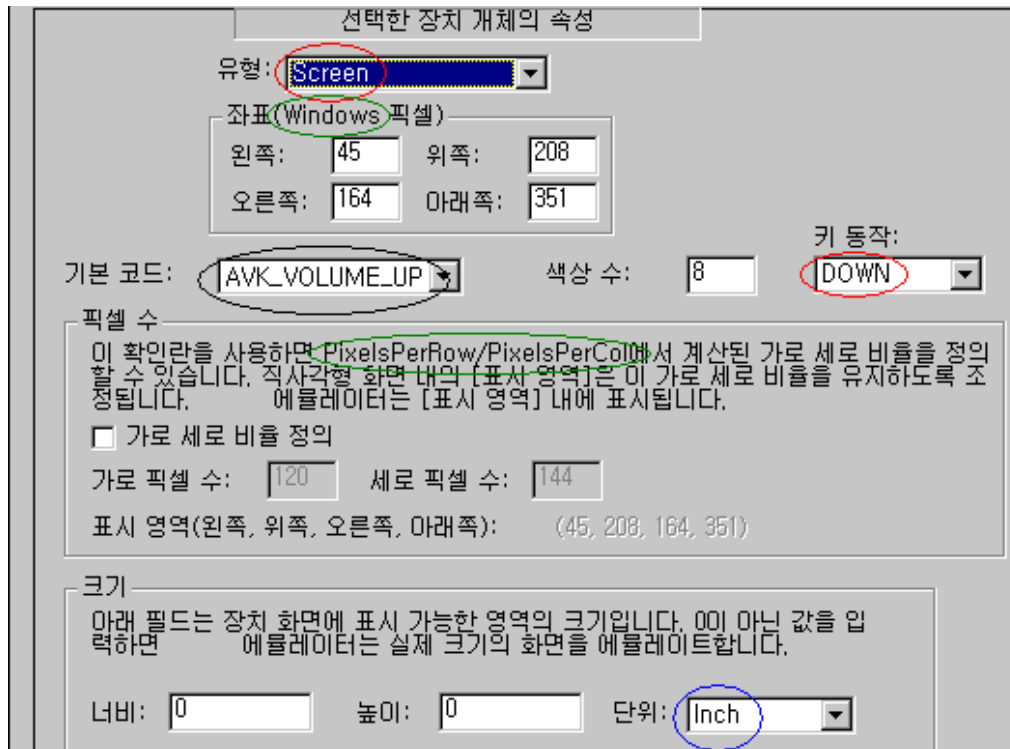 선택한 장치 개체의 속성
유형: Screen
좌표(Windows 픽셀)
왼쪽: 45 위쪽: 208
오른쪽: 164 아래쪽: 351
키 동작:
기본 코드: AVK_VOLUME_UP 색상 수: 8 DOWN
픽셀 수
이 확인란을 사용하면 PixelsPerRow/PixelsPerCol에서 계산된 가로 세로 비율을 정의
할 수 있습니다. 직사각형 화면 내의 [표시 영역]은 이 가로 세로 비율을 유지하도록 조
정됩니다. 에뮬레이터는 [표시 영역] 내에 표시됩니다.
가로 세로 비율 정의
가로 픽셀 수: 120 세로 픽셀 수: 144
표시 영역(왼쪽, 위쪽, 오른쪽, 아래쪽): (45, 208, 164, 351)
크기
아래 필드는 장치 화면에 표시 가능한 영역의 크기입니다. 0이 아닌 값을 입
력하면 에뮬레이터는 실제 크기의 화면을 에뮬레이트합니다.
너비: 0 높이: 0 단위: Inch